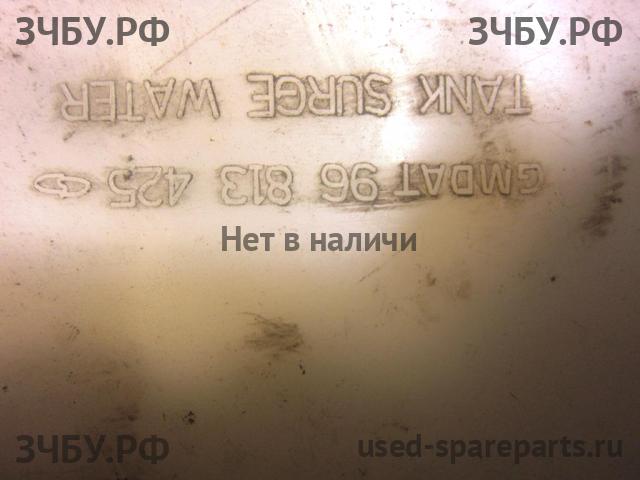 ЗЧБУ.РФ ЗЧБУ.РФ
GMDAT 96 813 425
TANK SURGE WATER
Нет в наличи
ЗЧБУ.РФ used-spareparts.ru